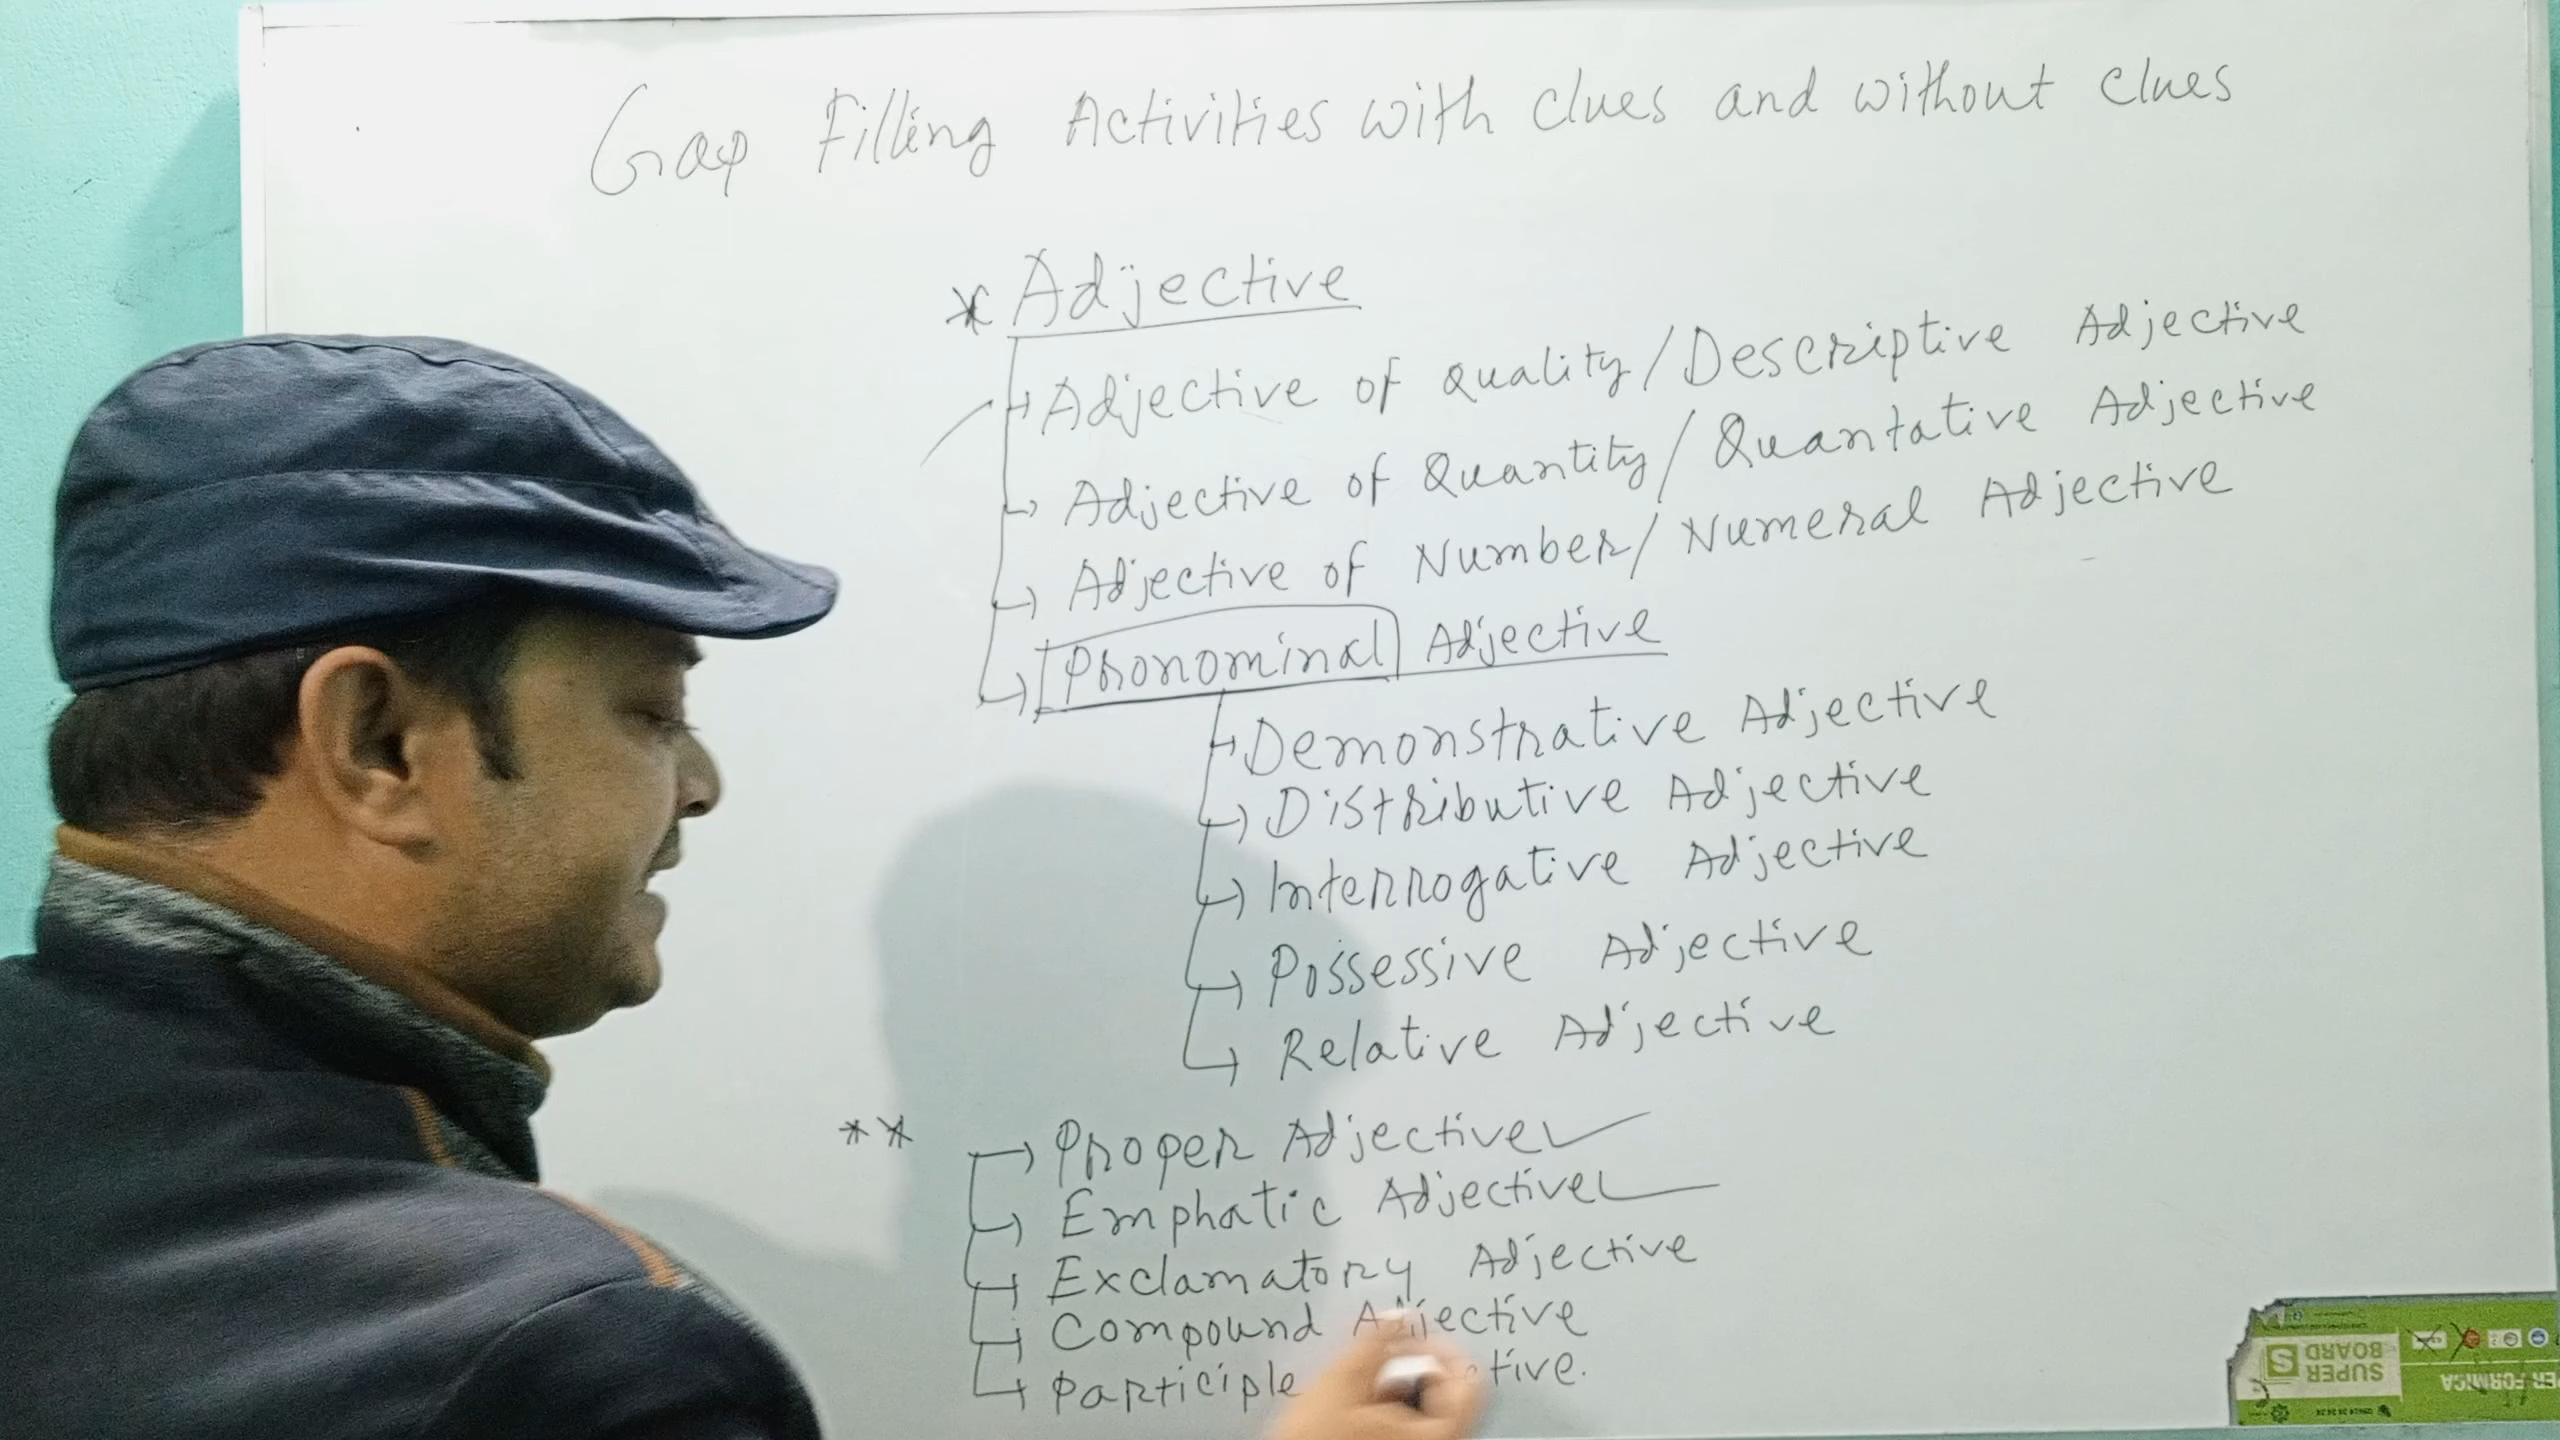 Gap Filling Activities with clues and without clues
* Adjective
Adjective of Quality/Descriptive Adjective
Adjective of Quantity/Quantative Adjective
Adjective of Number/Numeral Adjective
Pronominal Adjective
Demonstrative Adjective
Distributive Adjective
Interrogative Adjective
Possessive Adjective
Relative Adjective
** Proper Adjective
Emphatic Adjective
Exclamatory Adjective
Compound Adjective
Participle
SUPER BOARD